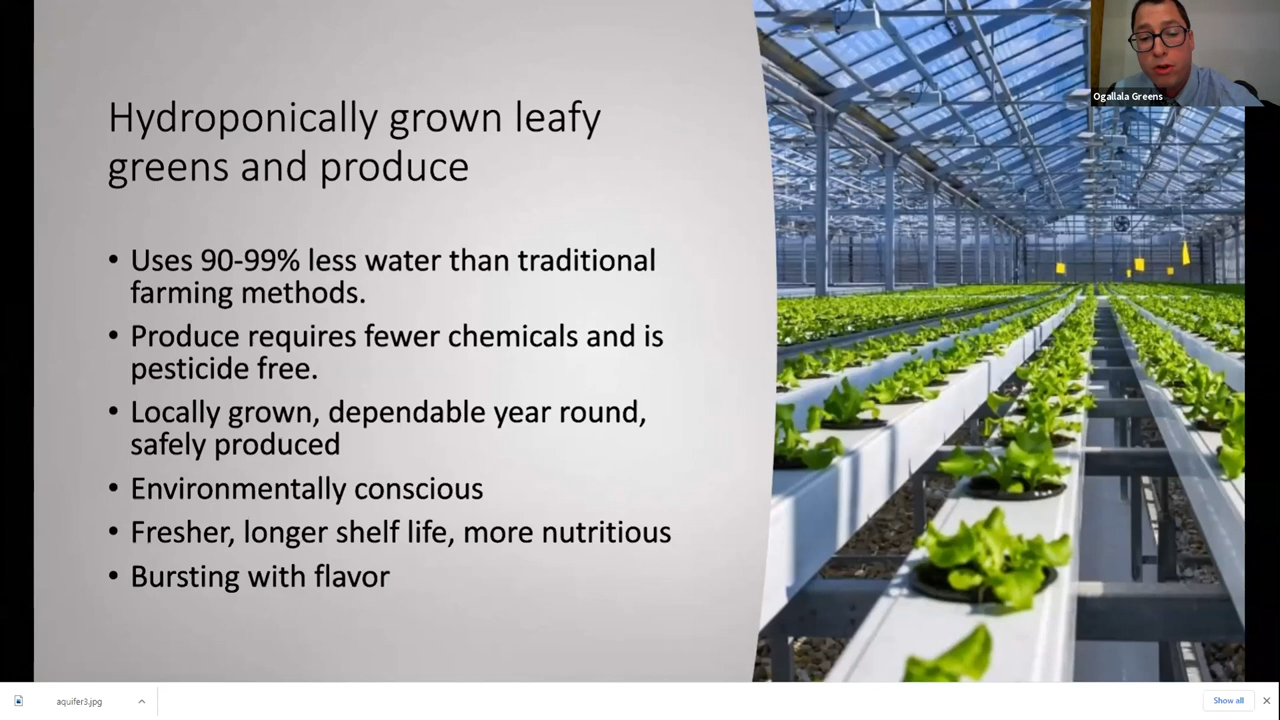 Ogallala Greens
Hydroponically grown leafy
greens and produce
• Uses 90-99% less water than traditional
farming methods.
• Produce requires fewer chemicals and is
pesticide free.
• Locally grown, dependable year round,
safely produced
• Environmentally conscious
• Fresher, longer shelf life, more nutritious
• Bursting with flavor
aquifer3.jpg
Show all